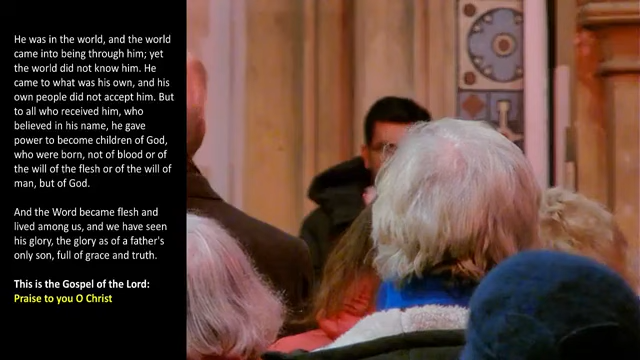 He was in the world, and the world
came into being through him; yet
the world did not know him. He
came to what was his own, and his
own people did not accept him. But
to all who received him, who
believed in his name, he gave
power to become children of God,
who were born, not of blood or of
the will of the flesh or of the will of
man, but of God.
And the Word became flesh and
lived among us, and we have seen
his glory, the glory as of a father's
only son, full of grace and truth.
This is the Gospel of the Lord:
Praise to you O Christ